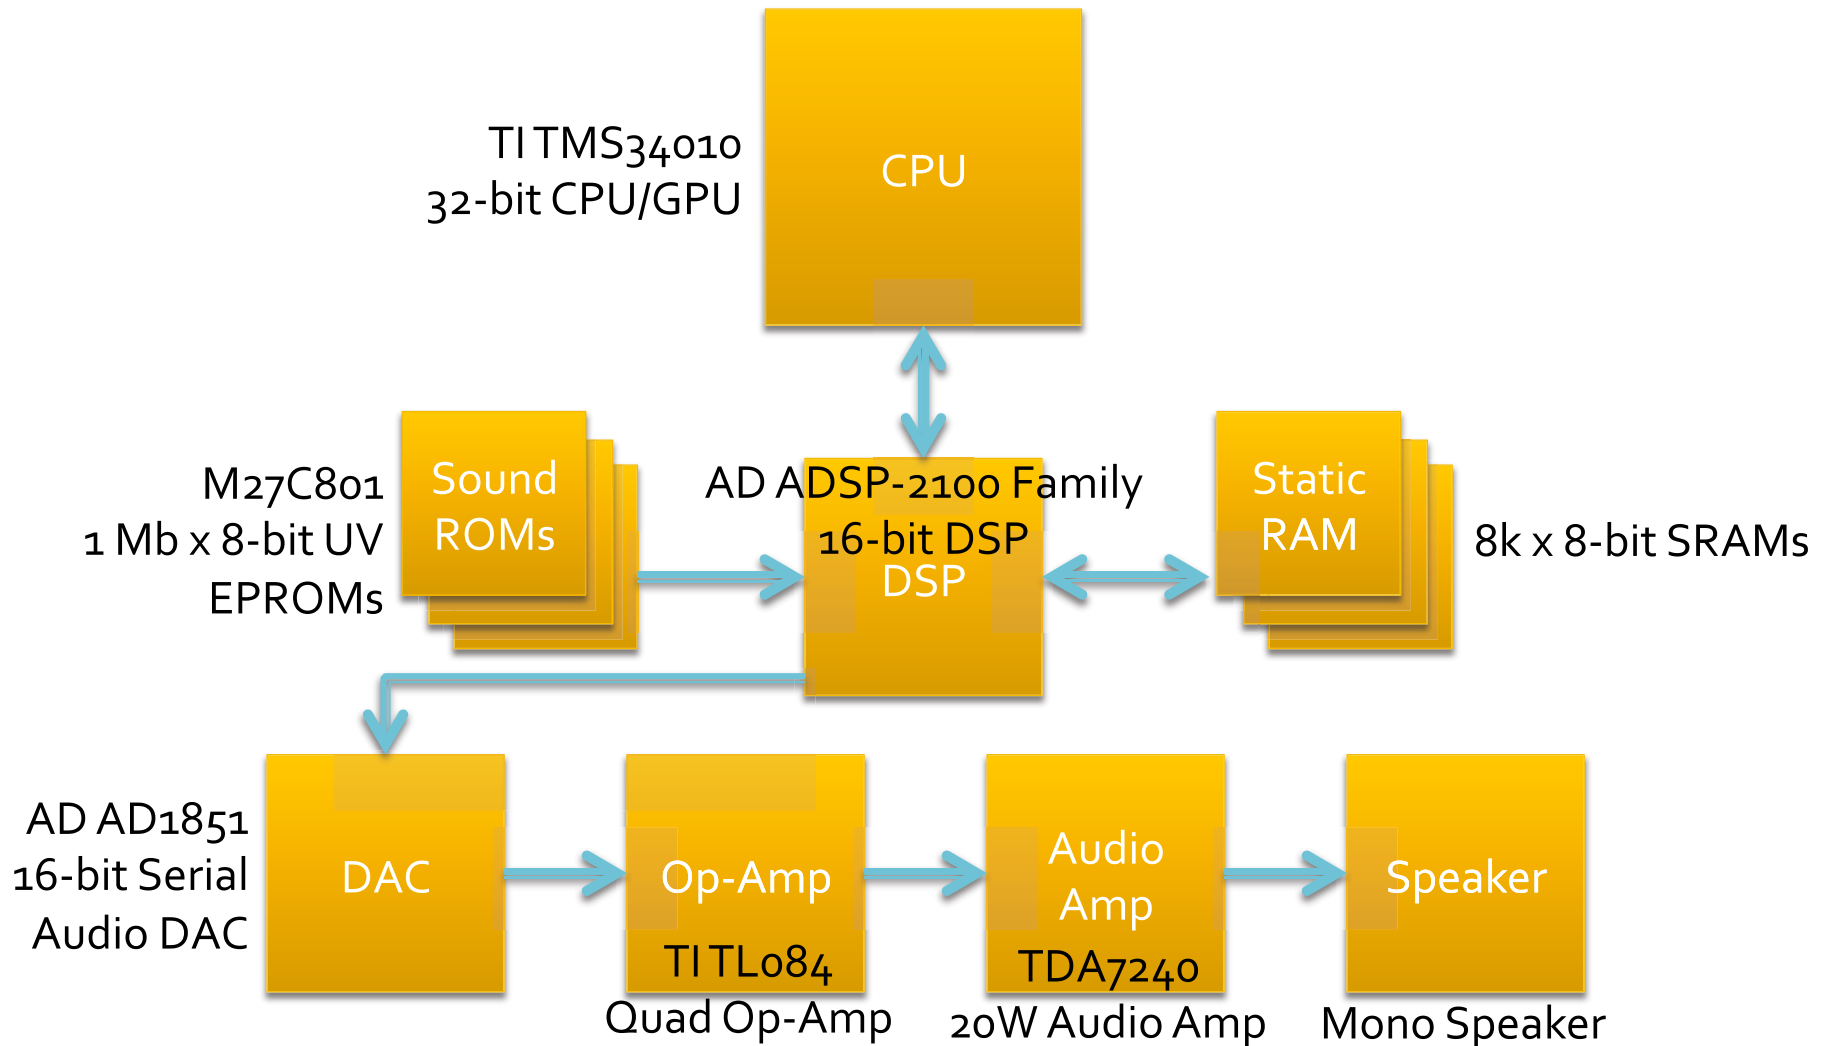 TI TMS34010
32-bit CPU/GPU
CPU
M27C801
1 Mb x 8-bit UV
EPROMs
Sound
ROMs
AD ADSP-2100 Family
16-bit DSP
DSP
Static
RAM
8k x 8-bit SRAMs
AD AD1851
16-bit Serial
Audio DAC
DAC
Op-Amp
TI TL084
Quad Op-Amp
Audio
Amp
TDA7240
20W Audio Amp
Speaker
Mono Speaker